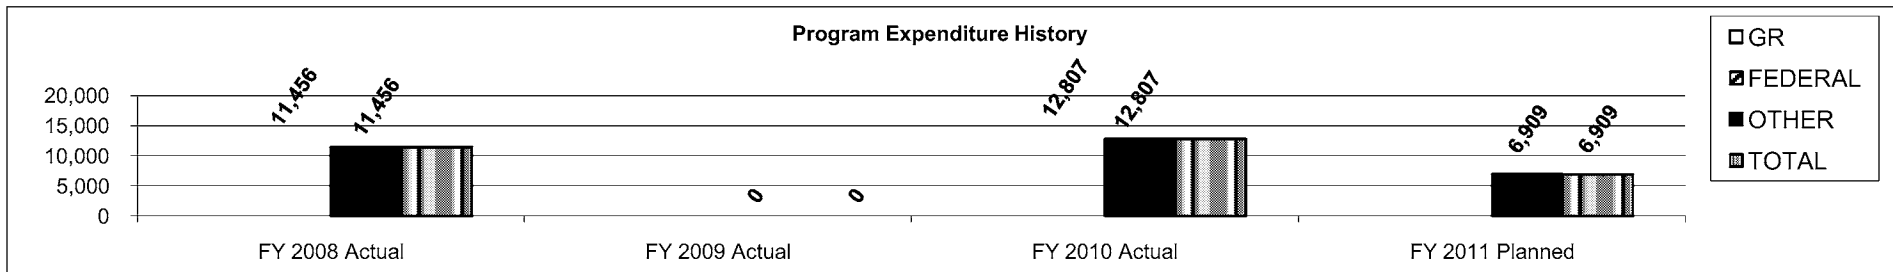 Program Expenditure History
GR
FEDERAL
OTHER
TOTAL
11,456
11,456
0
0
12,807
12,807
6,909
6,909
20,000
15,000
10,000
5,000
0
FY 2008 Actual
FY 2009 Actual
FY 2010 Actual
FY 2011 Planned